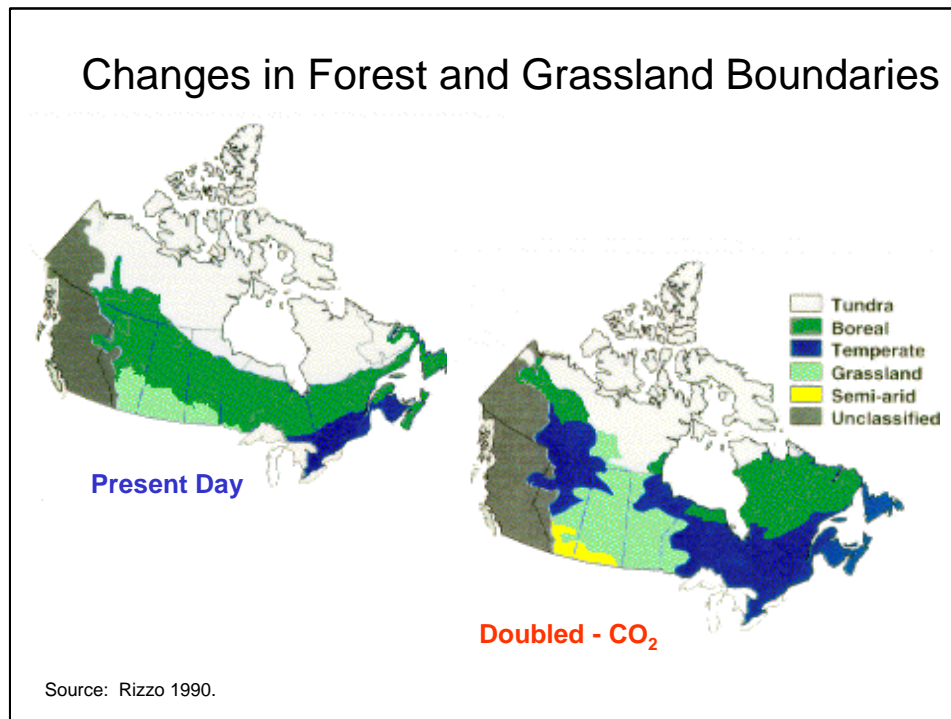 Changes in Forest and Grassland Boundaries
Tundra
Boreal
Temperate
Grassland
Semi-arid
Unclassified
Present Day
Doubled - CO₂
Source: Rizzo 1990.